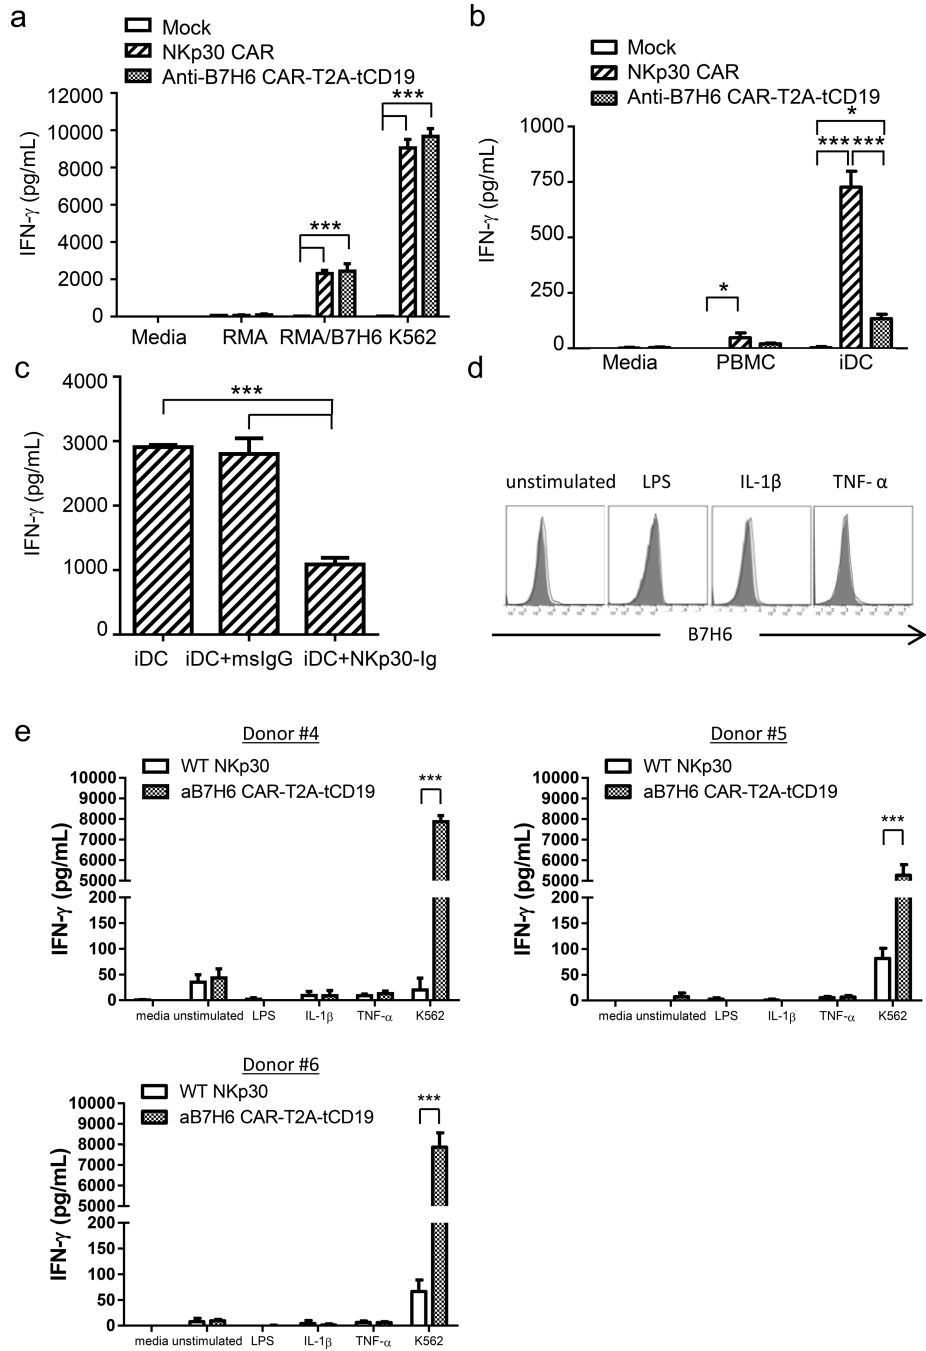 a
Mock
NKp30 CAR
Anti-B7H6 CAR-T2A-tCD19
IFN-γ (pg/mL)
12000
10000
8000
6000
4000
2000
0
***
***
Media RMA RMA/B7H6 K562
b
Mock
NKp30 CAR
Anti-B7H6 CAR-T2A-tCD19
IFN-γ (pg/mL)
1000
750
500
250
0
*
*** ***
*
Media PBMC iDC
c
IFN-γ (pg/mL)
4000
3000
2000
1000
0
***
iDC iDC+msIgG iDC+NKp30-Ig
d
unstimulated LPS IL-1β TNF- α
B7H6
e
Donor #4
WT NKp30
aB7H6 CAR-T2A-tCD19
IFN-γ (pg/mL)
10000
9000
8000
7000
6000
5000
200
150
100
50
0
***
media unstimulated LPS IL-1β TNF-α K562
Donor #5
WT NKp30
aB7H6 CAR-T2A-tCD19
IFN-γ (pg/mL)
10000
9000
8000
7000
6000
5000
200
150
100
50
0
***
media unstimulated LPS IL-1β TNF-α K562
Donor #6
WT NKp30
aB7H6 CAR-T2A-tCD19
IFN-γ (pg/mL)
10000
9000
8000
7000
6000
5000
200
150
100
50
0
***
media unstimulated LPS IL-1β TNF-α K562